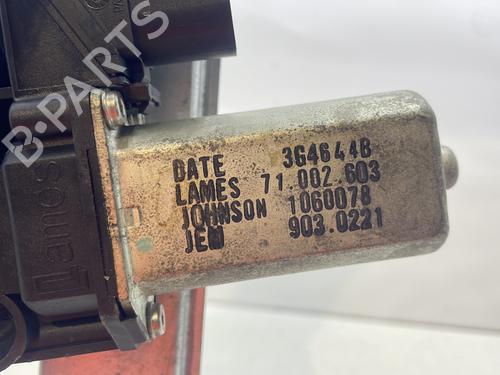 B-PARTS
DATE 3G4644B
LAMES 71.002.603
JOHNSON 1060078
JEM 903.0221
Lames